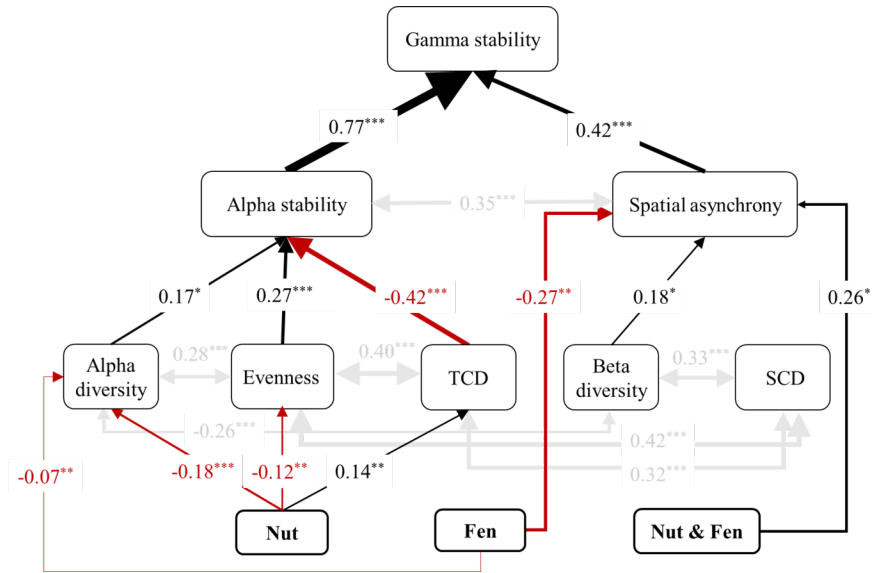 Gamma stability
0.77***
0.42***
Alpha stability
0.35***
Spatial asynchrony
0.17*
0.27***
-0.42***
-0.27**
0.18*
0.26*
Alpha
diversity
0.28***
Evenness
0.40***
TCD
Beta
diversity
0.33***
SCD
-0.26***
0.42***
0.32***
-0.07**
-0.18***
-0.12**
0.14**
Nut
Fen
Nut & Fen